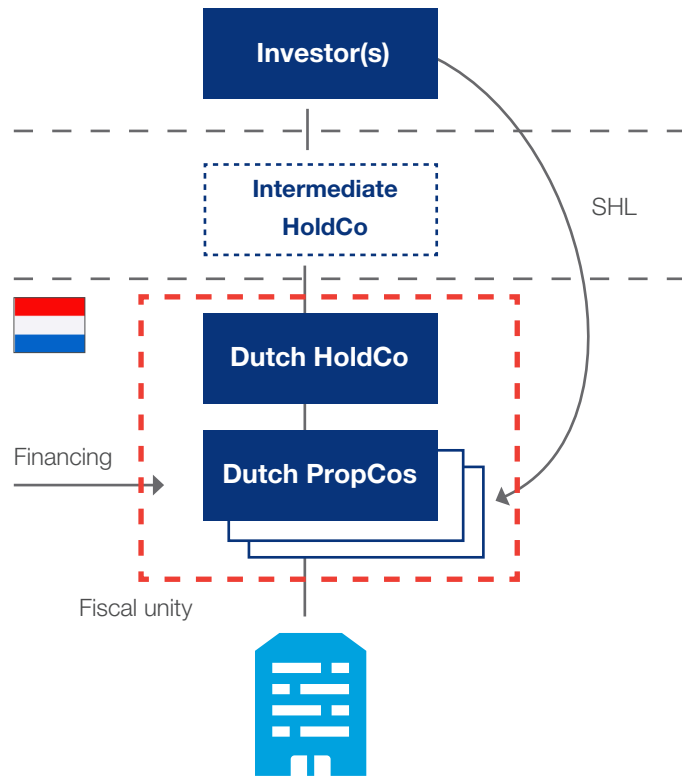 Investor(s)
Intermediate
HoldCo
SHL
Dutch HoldCo
Financing
Dutch PropCos
Fiscal unity